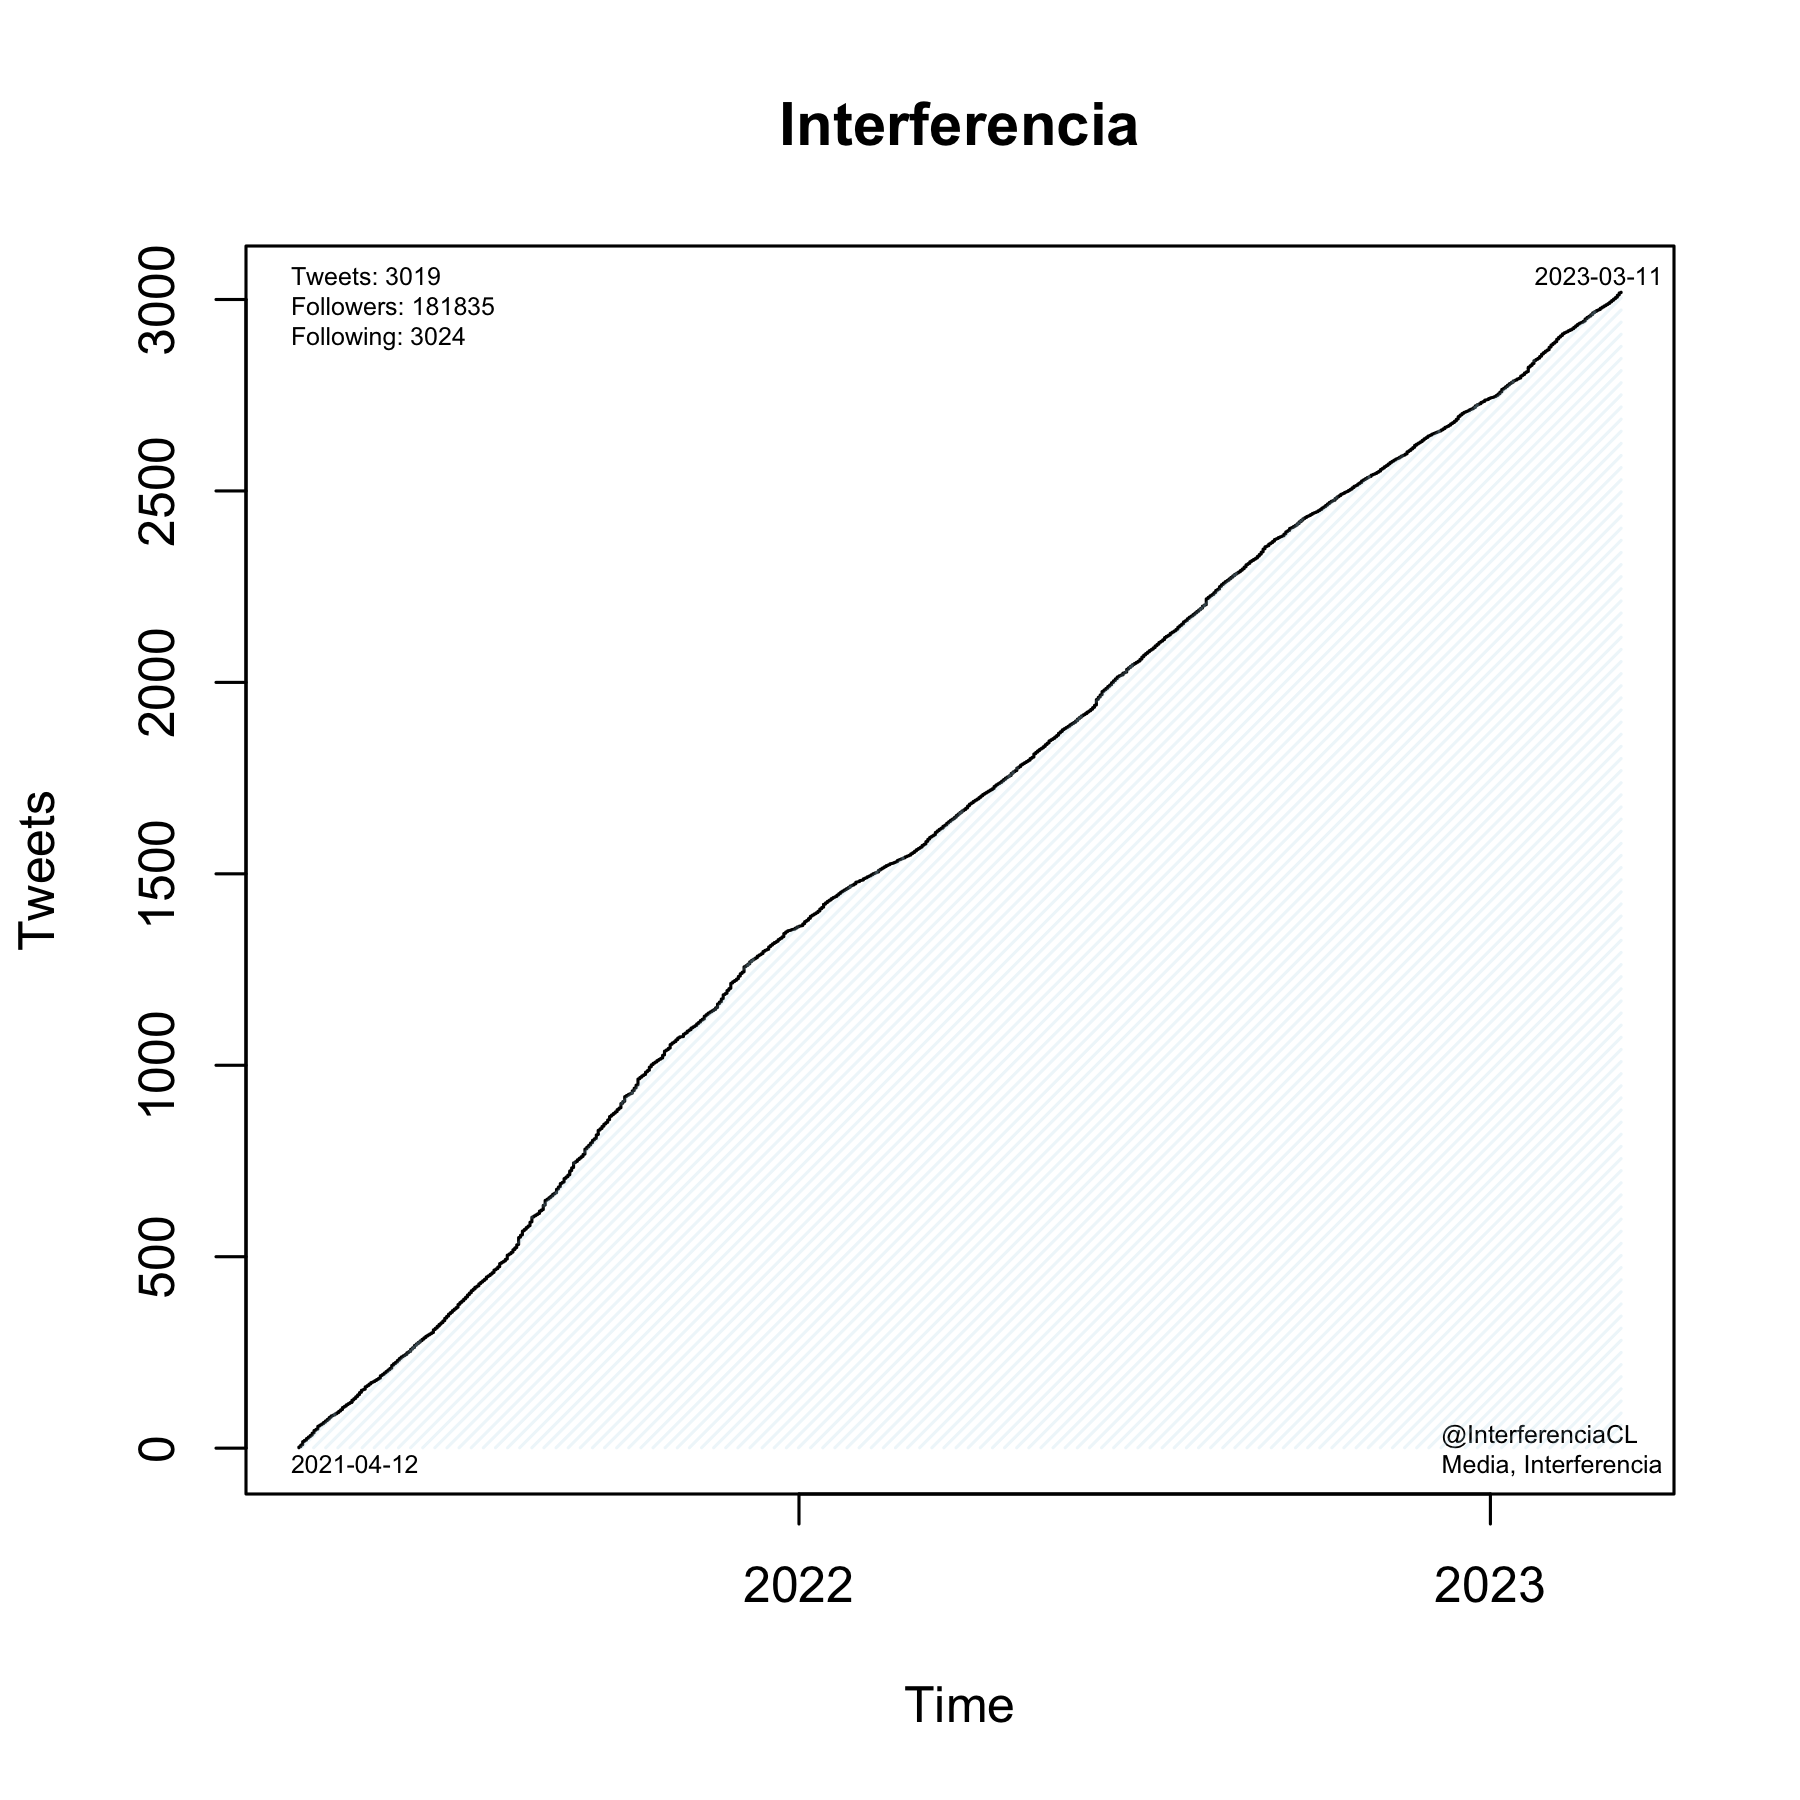 Interferencia
Tweets: 3019
Followers: 181835
Following: 3024
2023-03-11
3000
2500
2000
1500
1000
500
0
Tweets
2021-04-12
@InterferenciaCL
Media, Interferencia
2022
2023
Time